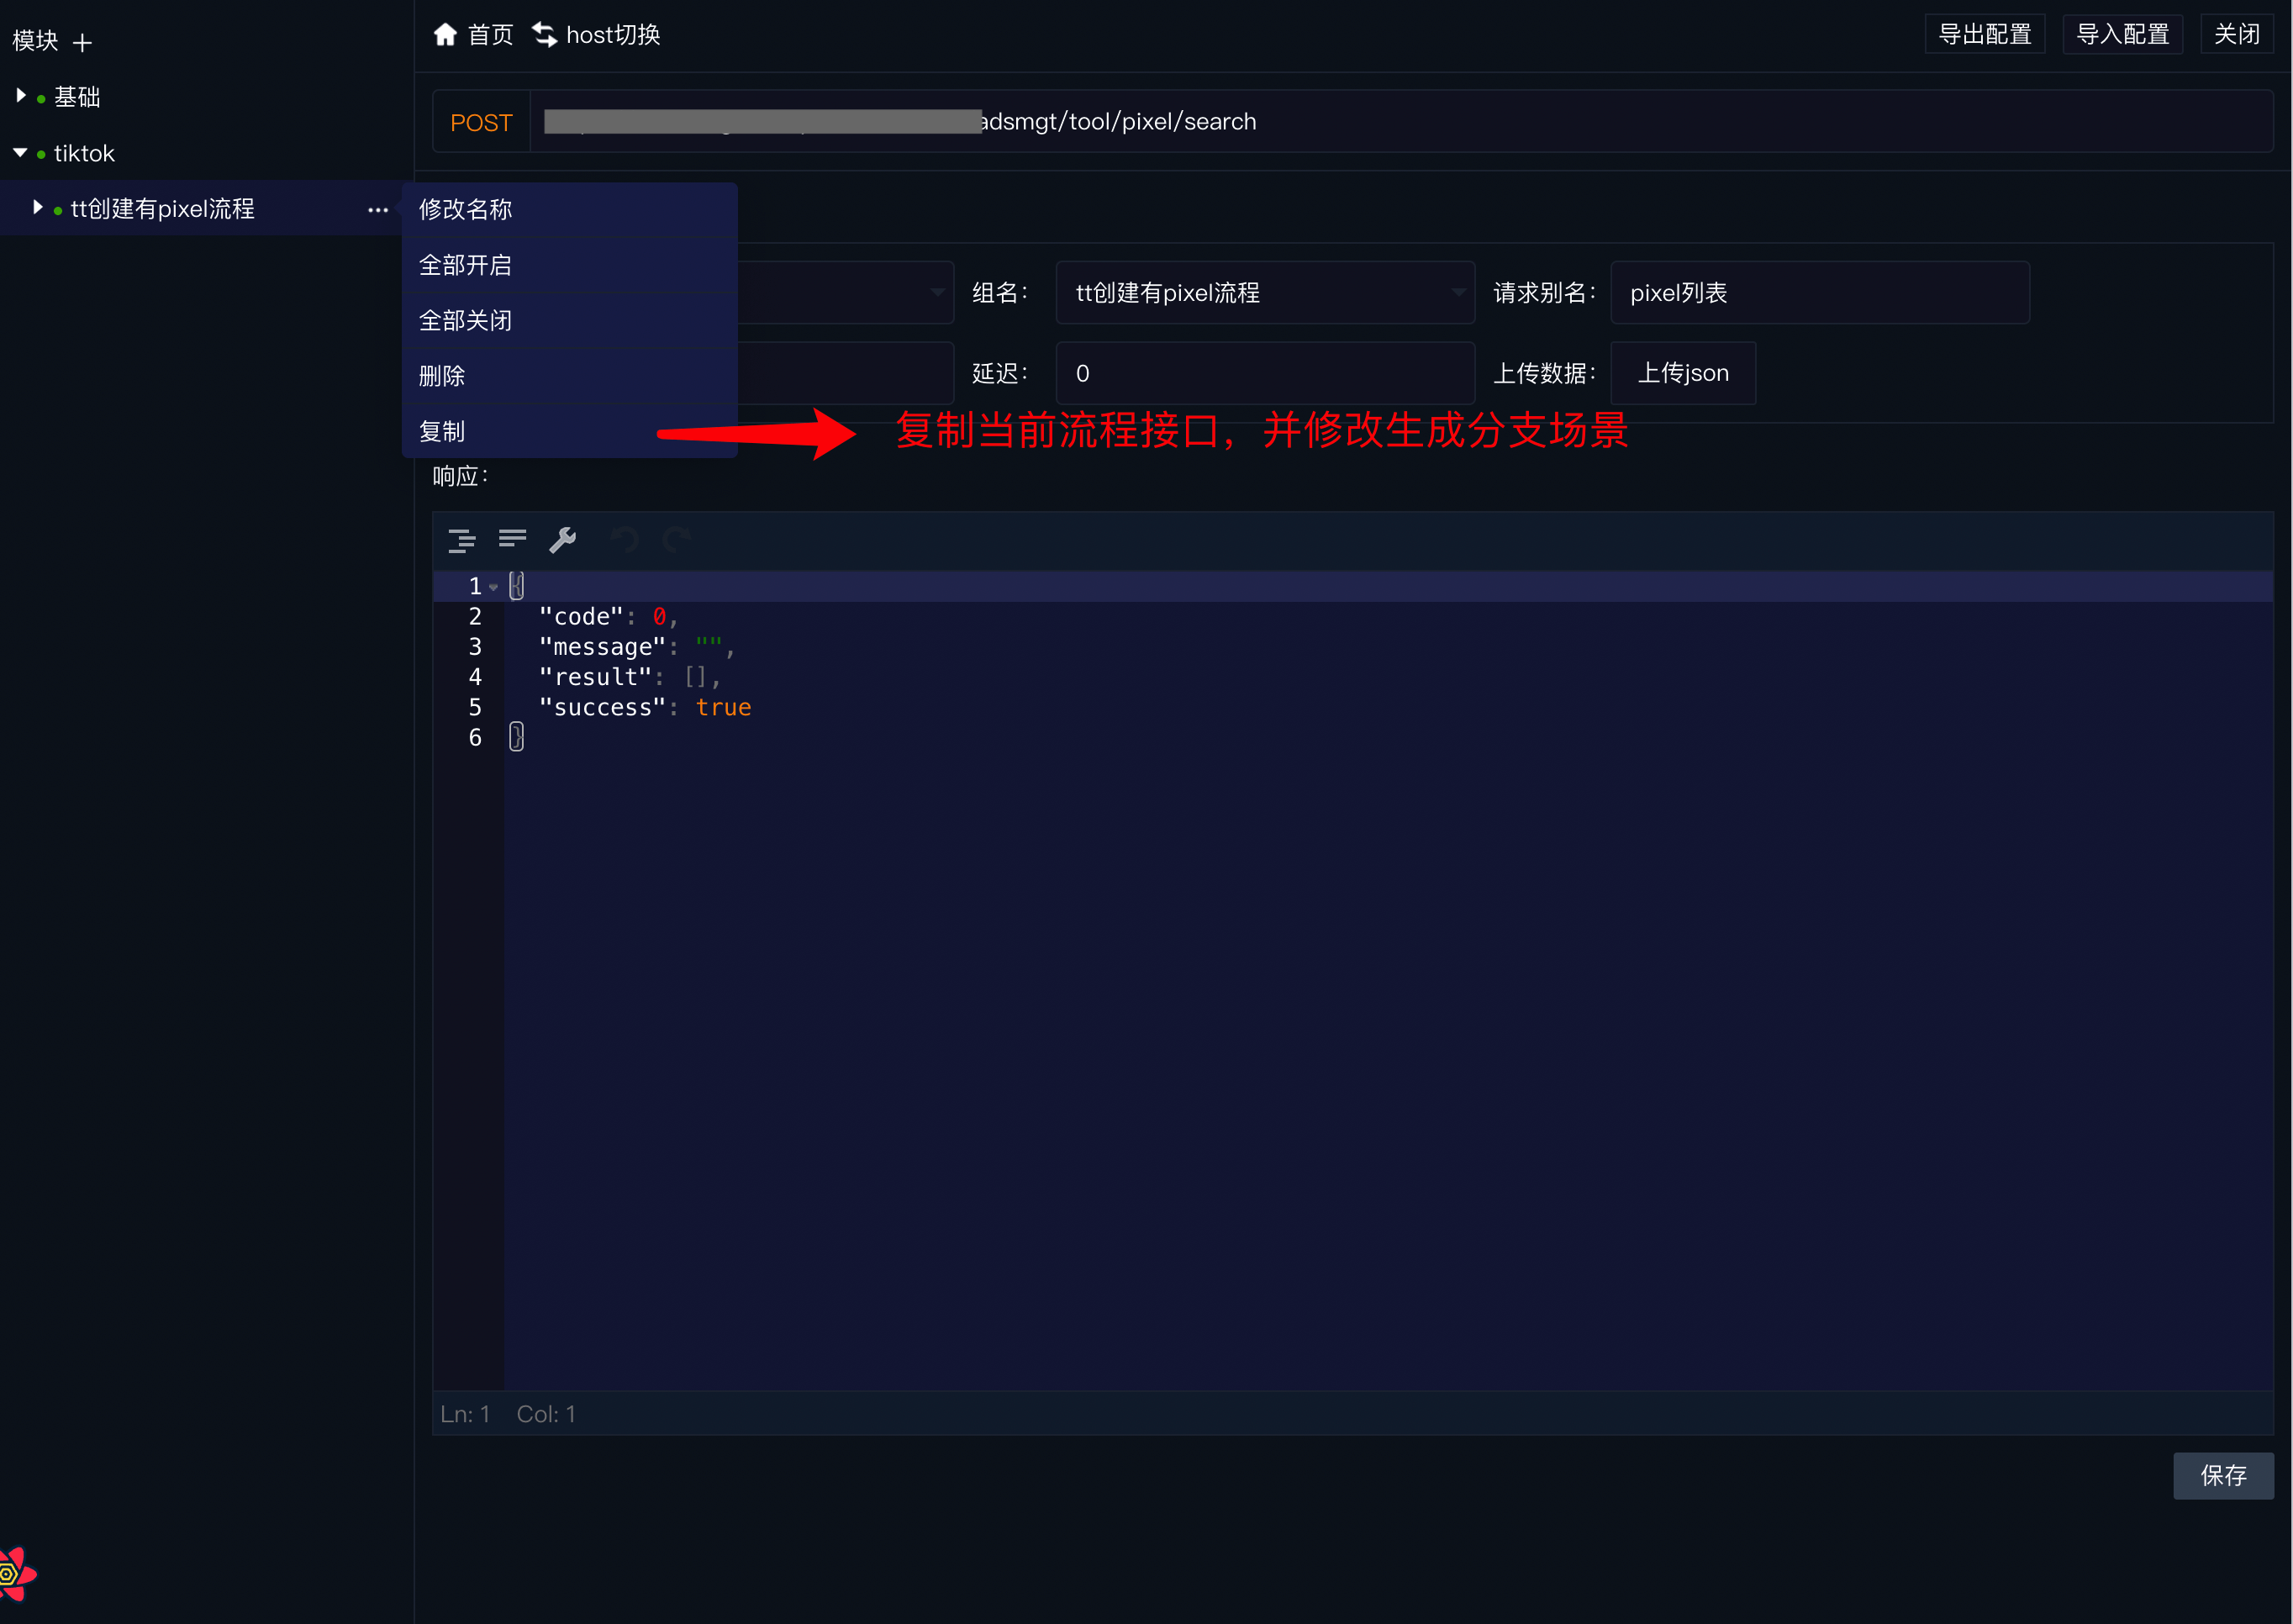 模块 +
基础
tiktok
tt创建有pixel流程 ...
首页 host切换
导出配置 导入配置 关闭
POST adsmgt/tool/pixel/search
修改名称
全部开启
全部关闭
删除
复制
组名: tt创建有pixel流程 请求别名: pixel列表
延迟: 0 上传数据: 上传json
复制当前流程接口，并修改生成分支场景
响应:
1 {
2 "code": 0,
3 "message": "",
4 "result": [],
5 "success": true
6 }
Ln: 1 Col: 1
保存